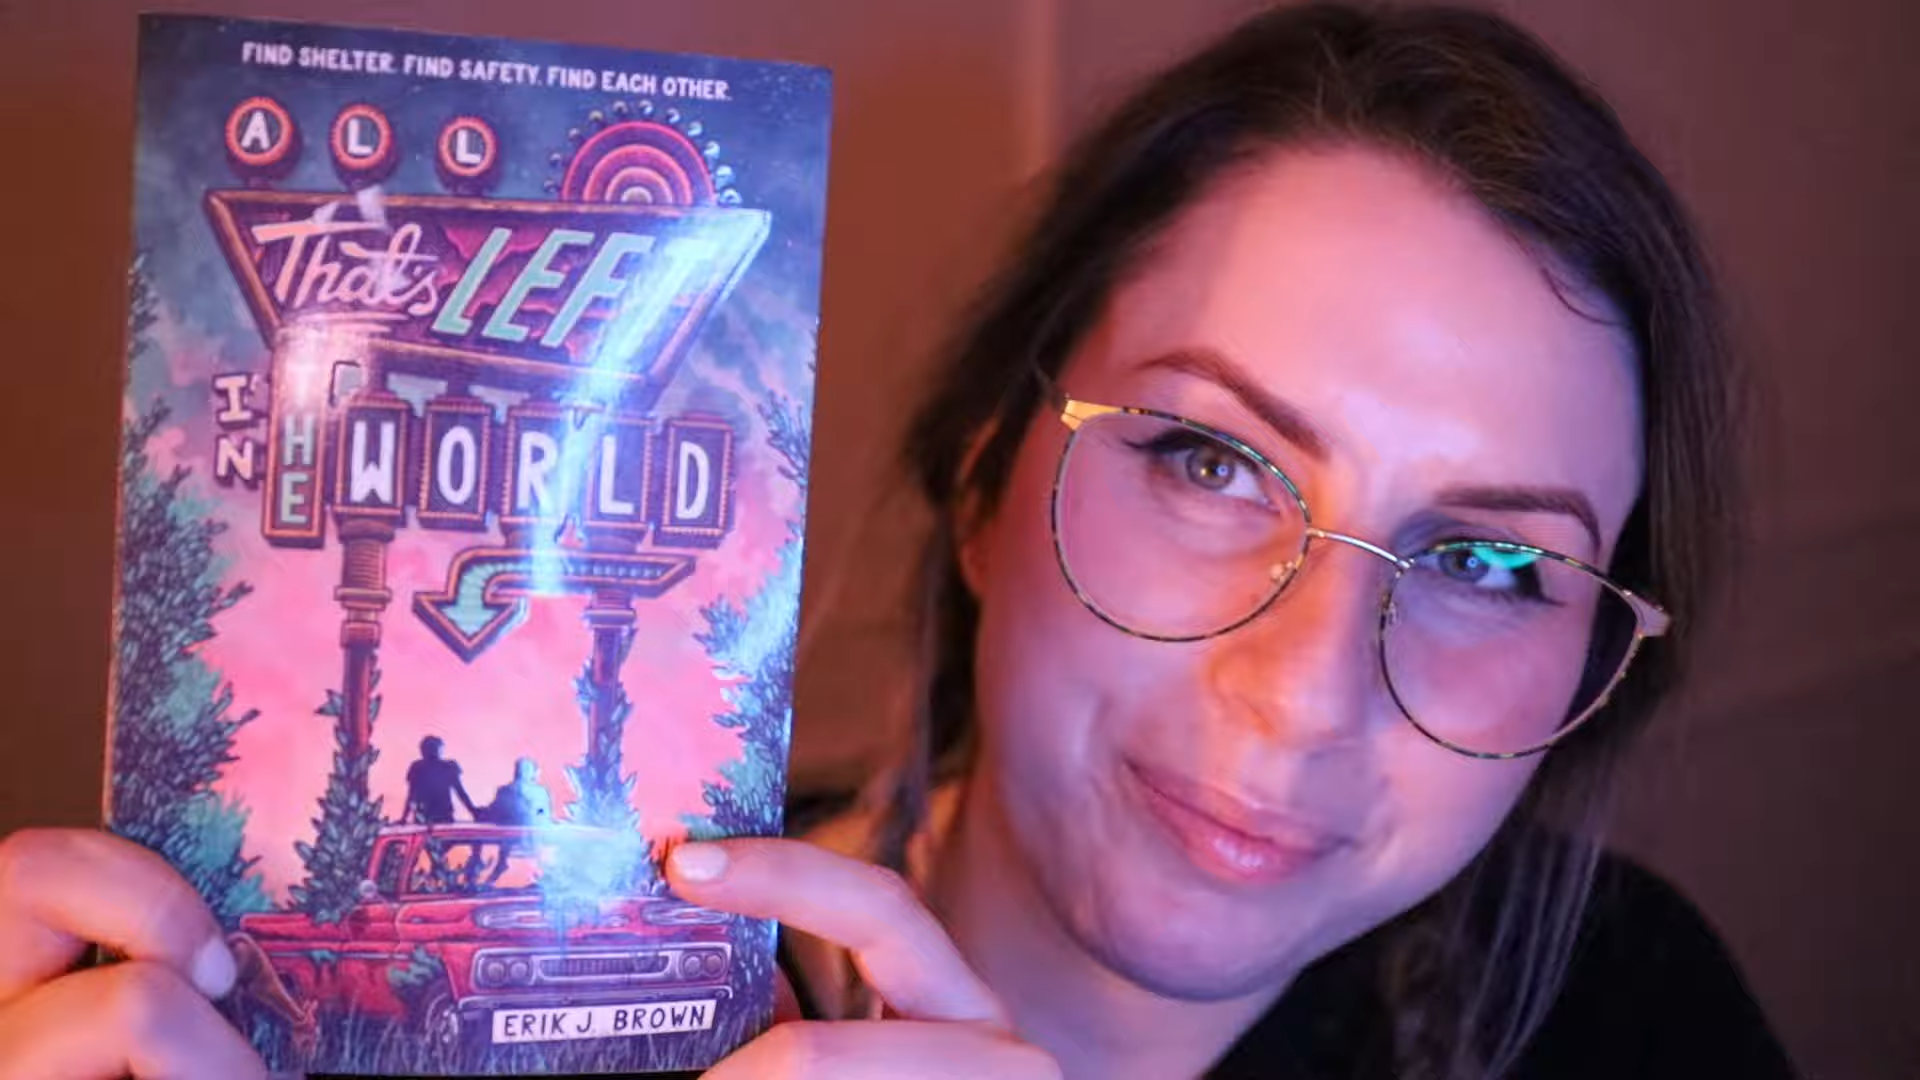 FIND SHELTER. FIND SAFETY. FIND EACH OTHER.
ALL
That's LEFT
IN THE WORLD
ERIK J. BROWN